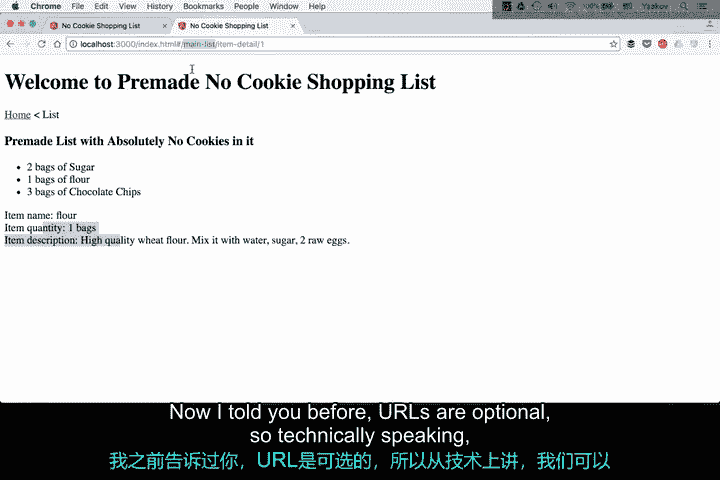 Chrome File Edit View History Bookmarks People Window Help 100% Yaakov
No Cookie Shopping List × No Cookie Shopping List ×
localhost:3000/index.html#/main-list/item-detail/1
Welcome to Premade No Cookie Shopping List
Home < List
Premade List with Absolutely No Cookies in it
• 2 bags of Sugar
• 1 bags of flour
• 3 bags of Chocolate Chips
Item name: flour
Item quantity: 1 bags
Item description: High quality wheat flour. Mix it with water, sugar, 2 raw eggs.
Now I told you before, URLs are optional,
so technically speaking,
我之前告诉过你，URL是可选的，所以从技术上讲，我们可以